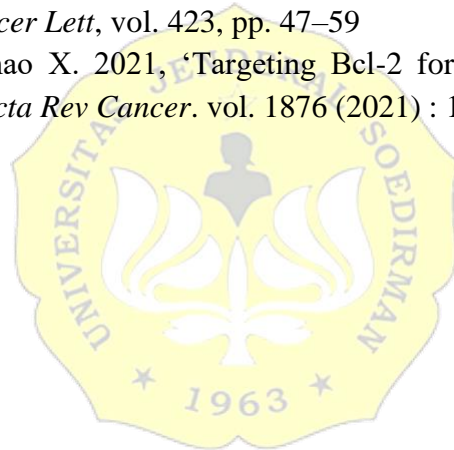 cer Lett, vol. 423, pp. 47–59
ao X. 2021, ‘Targeting Bcl-2 for
cta Rev Cancer. vol. 1876 (2021) : 1
UNIVERSITAS JENDERAL SOEDIRMAN
* 1963 *